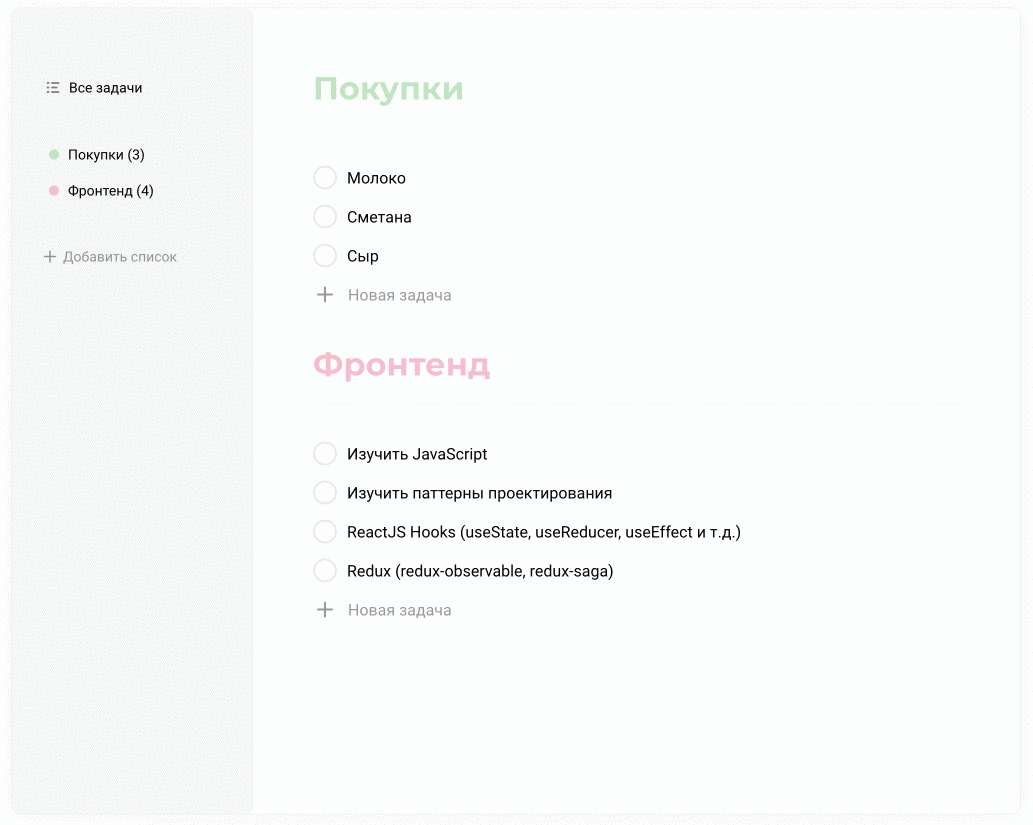 Все задачи
Покупки (3)
Фронтенд (4)
Добавить список
Покупки
Молоко
Сметана
Сыр
Новая задача
Фронтенд
Изучить JavaScript
Изучить паттерны проектирования
ReactJS Hooks (useState, useReducer, useEffect и т.д.)
Redux (redux-observable, redux-saga)
Новая задача